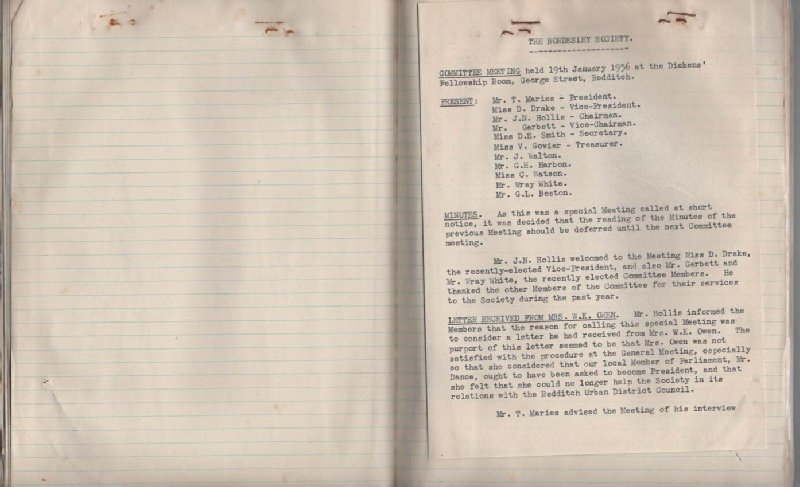 THE BORDESLEY SOCIETY.
COMMITTEE MEETING held 19th January 1956 at the Dickens'
Fellowship Room, George Street, Redditch.
PRESENT: Mr. T. Maries - President.
Miss D. Drake - Vice-President.
Mr. J.N. Hollis - Chairman.
Mr. Garbett - Vice-Chairman.
Miss D.E. Smith - Secretary.
Miss V. Gowier - Treasurer.
Mr. J. Walton.
Mr. C.H. Harbon.
Miss C. Watson.
Mr. Wray White.
Mr. G.L. Beston.
MINUTES. As this was a special Meeting called at short
notice, it was decided that the reading of the Minutes of the
previous Meeting should be deferred until the next Committee
meeting.
Mr. J.N. Hollis welcomed to the Meeting Miss D. Drake,
the recently-elected Vice-President, and also Mr. Garbett and
Mr. Wray White, the recently elected Committee Members. He
thanked the other Members of the Committee for their services
to the Society during the past year.
LETTER RECEIVED FROM MRS. W.K. OWEN. Mr. Hollis informed the
Members that the reason for calling this special Meeting was
to consider a letter he had received from Mrs. W.K. Owen. The
purport of this letter seemed to be that Mrs. Owen was not
satisfied with the procedure at the General Meeting, especially
so that she considered that our local Member of Parliament, Mr.
Dance, ought to have been asked to become President, and that
she felt that she could no longer help the Society in its
relations with the Redditch Urban District Council.
Mr. T. Maries advised the Meeting of his interview